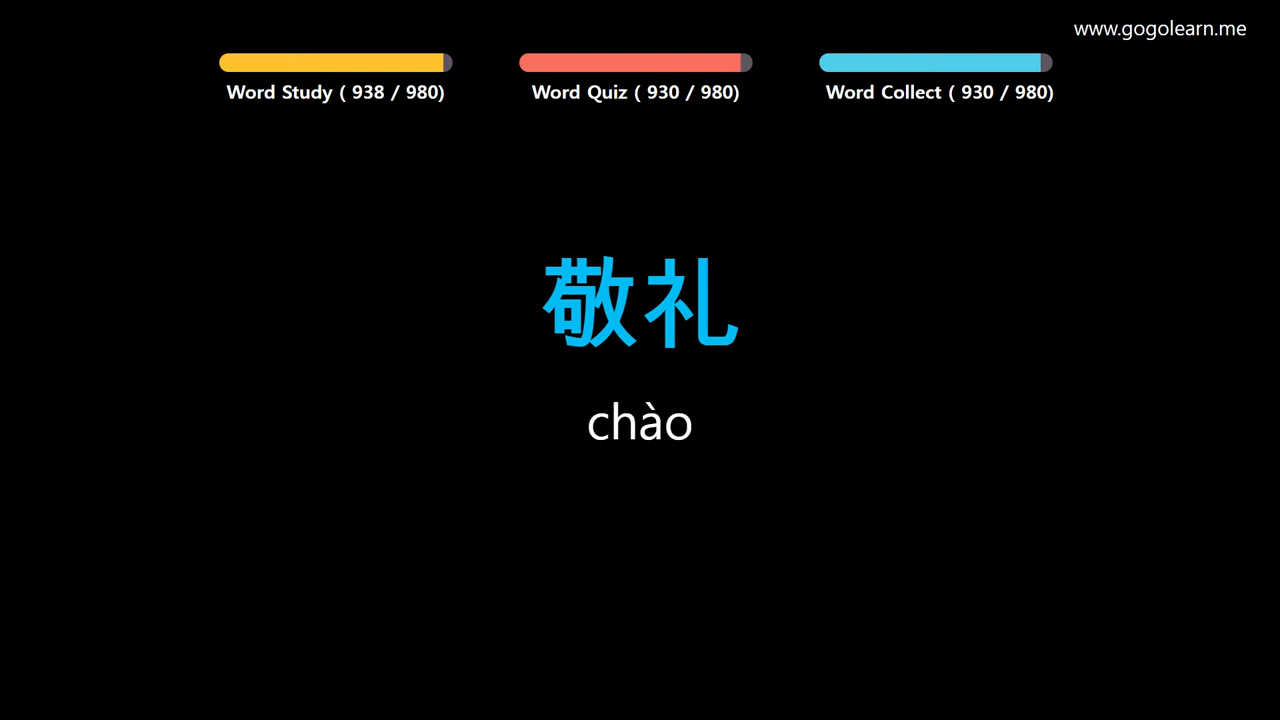 www.gogolearn.me
Word Study ( 938 / 980)
Word Quiz ( 930 / 980)
Word Collect ( 930 / 980)
敬礼
chào